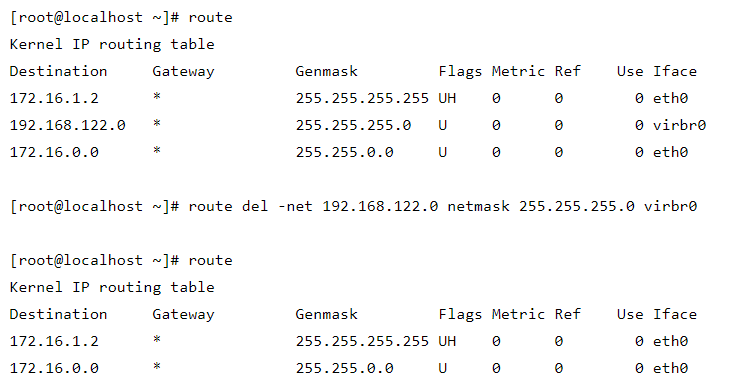 [root@localhost ~]# route
Kernel IP routing table
Destination     Gateway         Genmask         Flags Metric Ref    Use Iface
172.16.1.2      *               255.255.255.255 UH    0      0        0 eth0
192.168.122.0   *               255.255.255.0   U     0      0        0 virbr0
172.16.0.0      *               255.255.0.0     U     0      0        0 eth0
[root@localhost ~]# route del -net 192.168.122.0 netmask 255.255.255.0 virbr0
[root@localhost ~]# route
Kernel IP routing table
Destination     Gateway         Genmask         Flags Metric Ref    Use Iface
172.16.1.2      *               255.255.255.255 UH    0      0        0 eth0
172.16.0.0      *               255.255.0.0     U     0      0        0 eth0